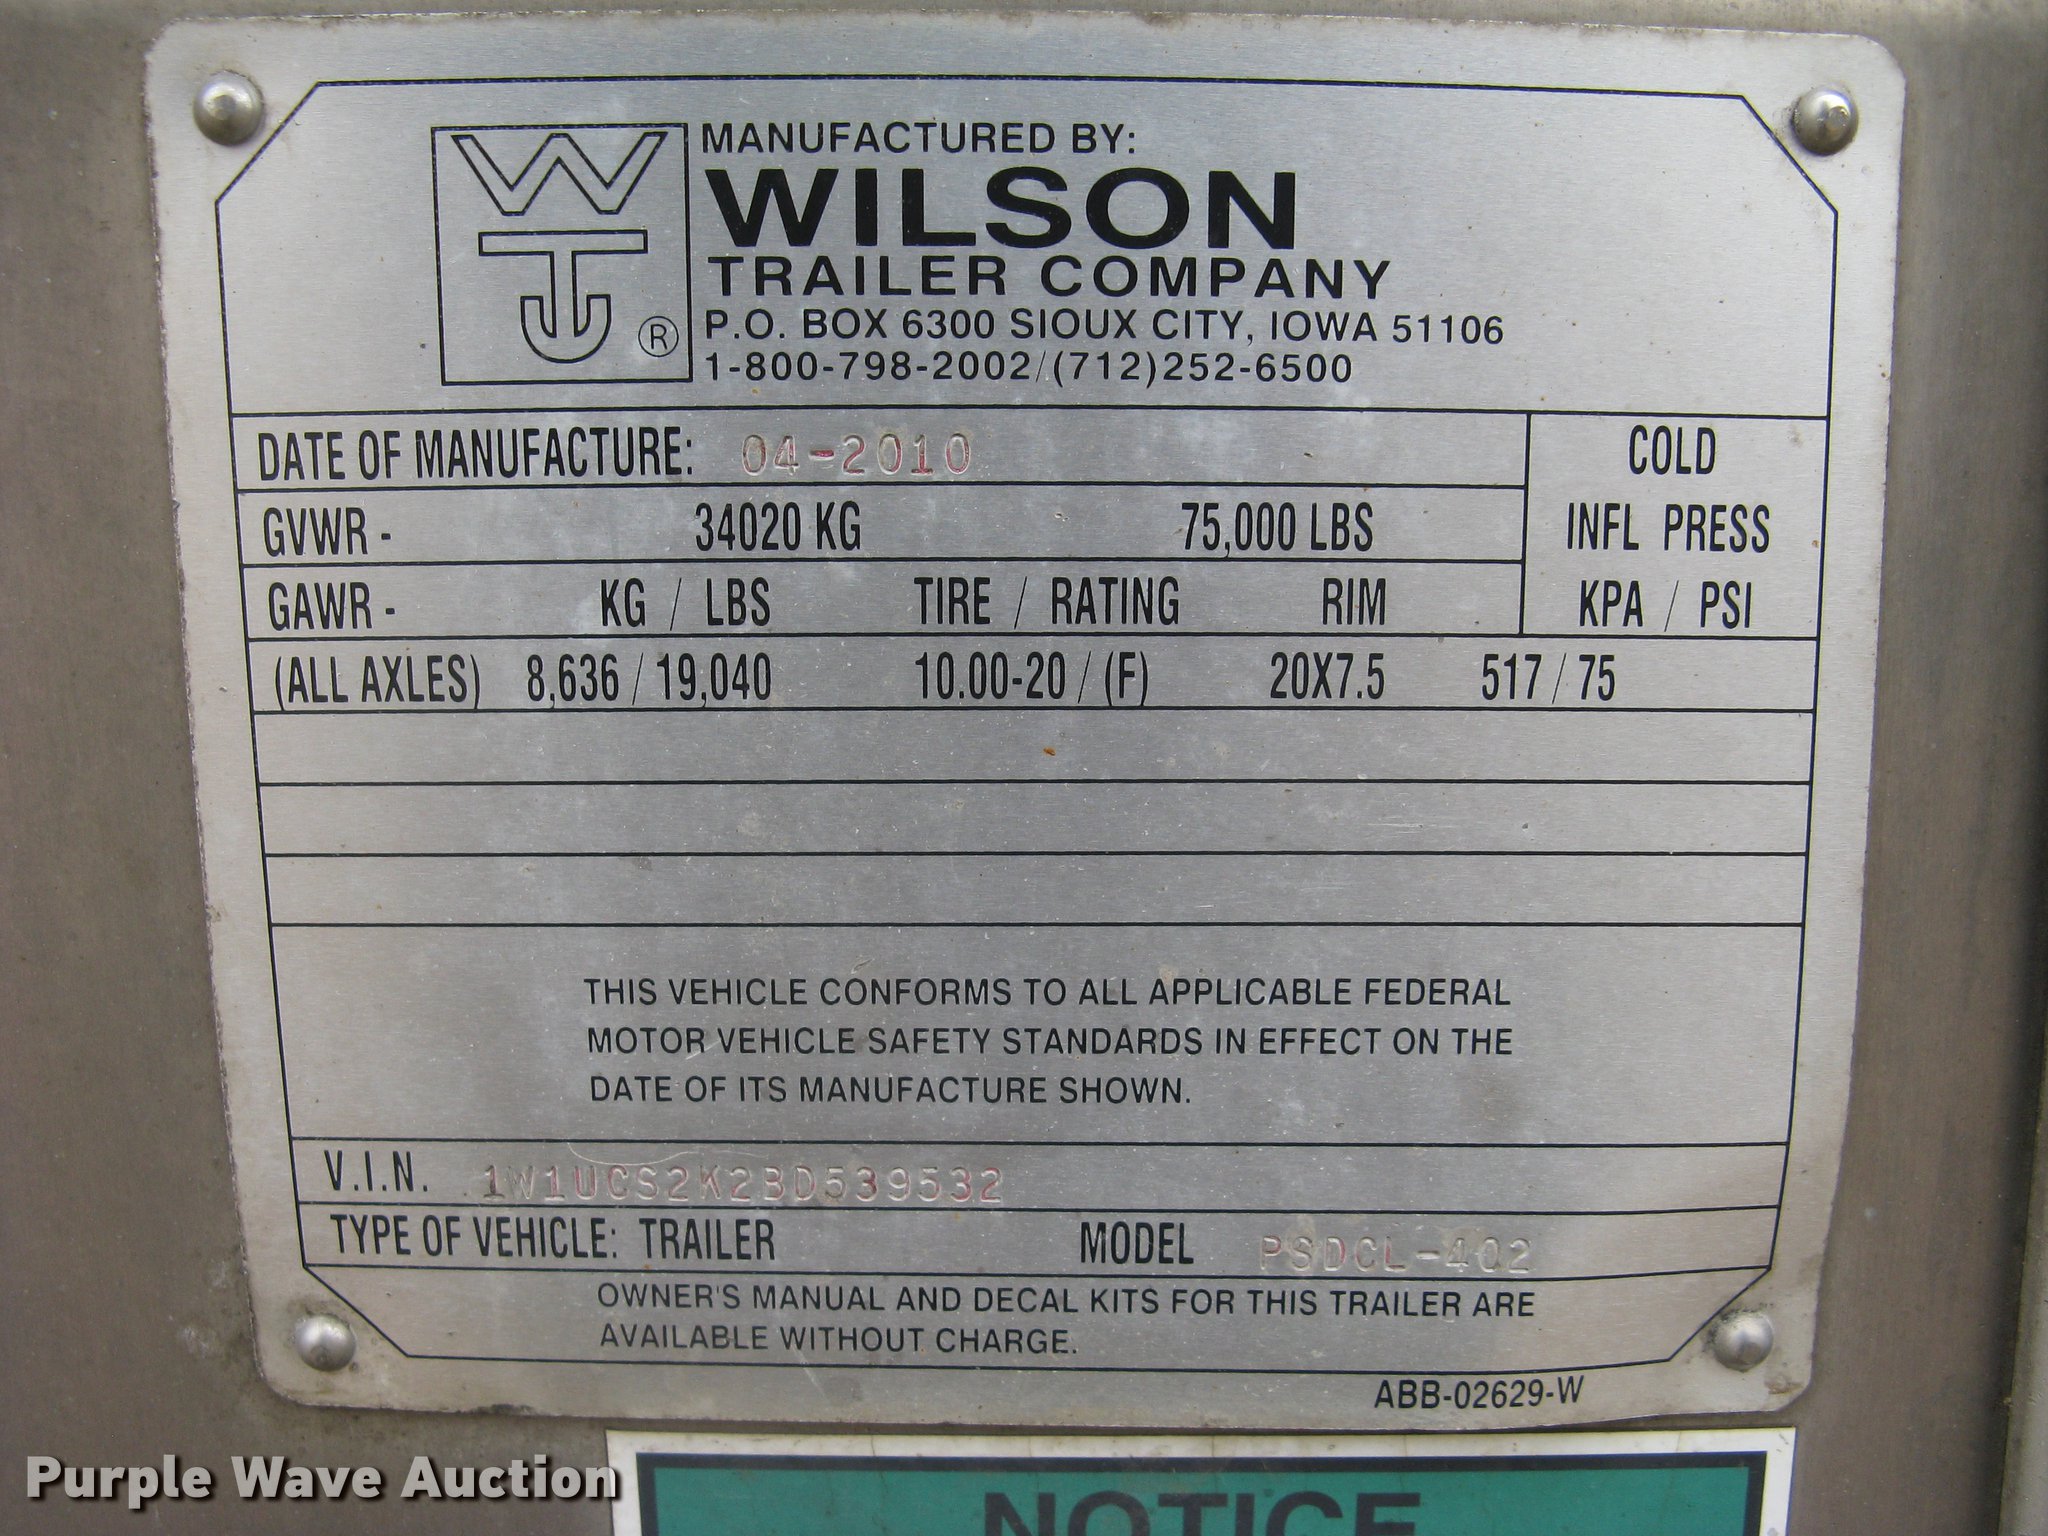 WT
®
MANUFACTURED BY:
WILSON
TRAILER COMPANY
P.O. BOX 6300 SIOUX CITY, IOWA 51106
1-800-798-2002/(712)252-6500
DATE OF MANUFACTURE: 04-2010
GVWR - 34020 KG 75,000 LBS
GAWR - KG / LBS TIRE / RATING RIM
COLD
INFL PRESS
KPA / PSI
(ALL AXLES) 8,636 / 19,040 10.00-20 / (F) 20X7.5 517 / 75
THIS VEHICLE CONFORMS TO ALL APPLICABLE FEDERAL
MOTOR VEHICLE SAFETY STANDARDS IN EFFECT ON THE
DATE OF ITS MANUFACTURE SHOWN.
V.I.N. 1W1UCS2K2BD539532
TYPE OF VEHICLE: TRAILER MODEL PSDCL-402
OWNER'S MANUAL AND DECAL KITS FOR THIS TRAILER ARE
AVAILABLE WITHOUT CHARGE.
ABB-02629-W
NOTICE
Purple Wave Auction